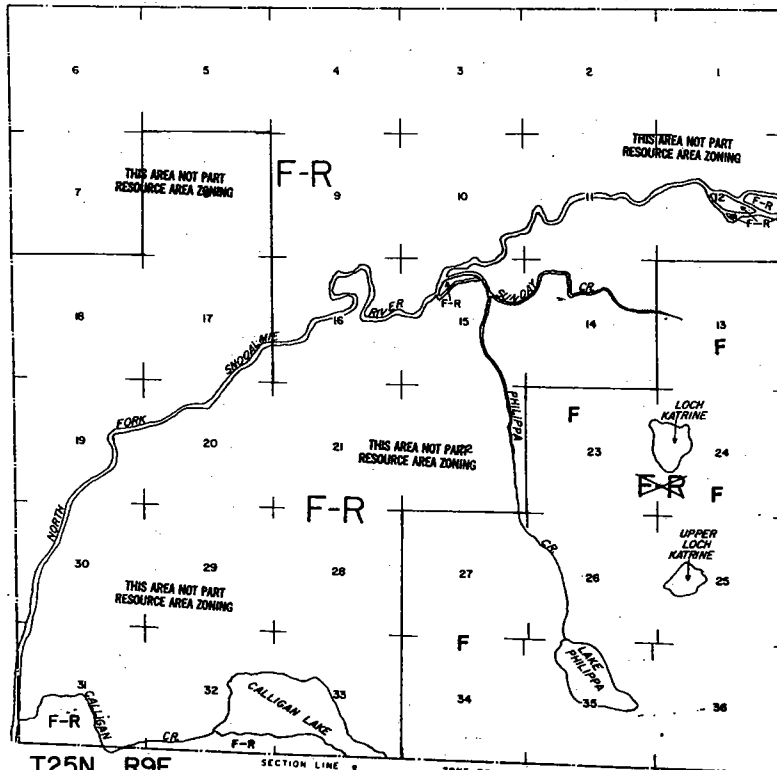 6 5 4 3 2 1
THIS AREA NOT PART
RESOURCE AREA ZONING
THIS AREA NOT PART
RESOURCE AREA ZONING
F-R
7 9 10 11 12
F-R
F-R
18 17 16 15 14 13
SNOQALMIE
RIVER
F-R
SUNDAY
CR.
F
PHILIPPA
F
LOCH
KATRINE
FORK
19 20 21 23 24
THIS AREA NOT PART
RESOURCE AREA ZONING
F-R
F
F-R
NORTH
CR.
UPPER
LOCH
KATRINE
30 29 28 27 26 25
THIS AREA NOT PART
RESOURCE AREA ZONING
F
LAKE
PHILIPPA
31 32 33 34 35 36
CALLIGAN
CALLIGAN LAKE
F-R
CR.
F-R
T25N R9E
SECTION LINE